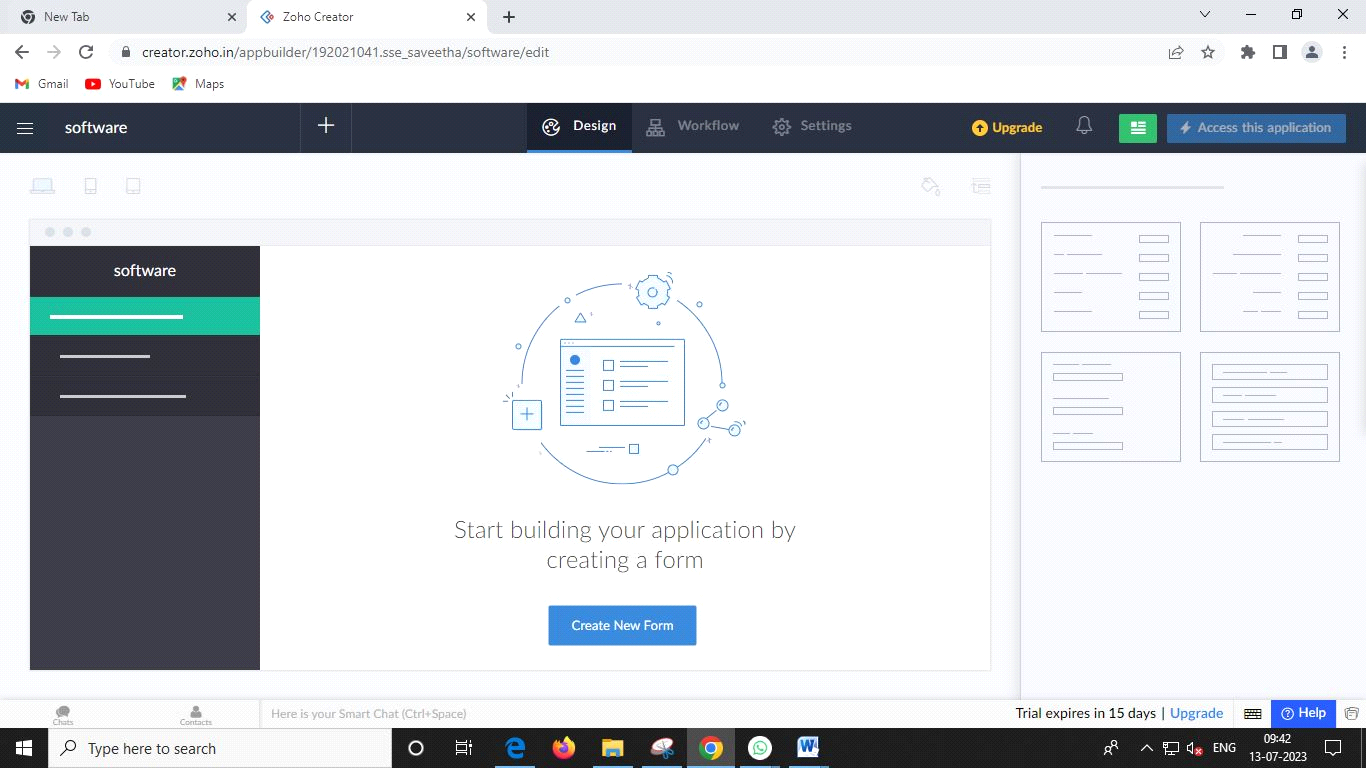 New Tab
Zoho Creator
creator.zoho.in/appbuilder/192021041.sse_saveetha/software/edit
Gmail
YouTube
Maps
software
Design
Workflow
Settings
Upgrade
Access this application
software
Start building your application by
creating a form
Create New Form
Chats
Contacts
Here is your Smart Chat (Ctrl+Space)
Trial expires in 15 days | Upgrade
Help
Type here to search
ENG
09:42
13-07-2023